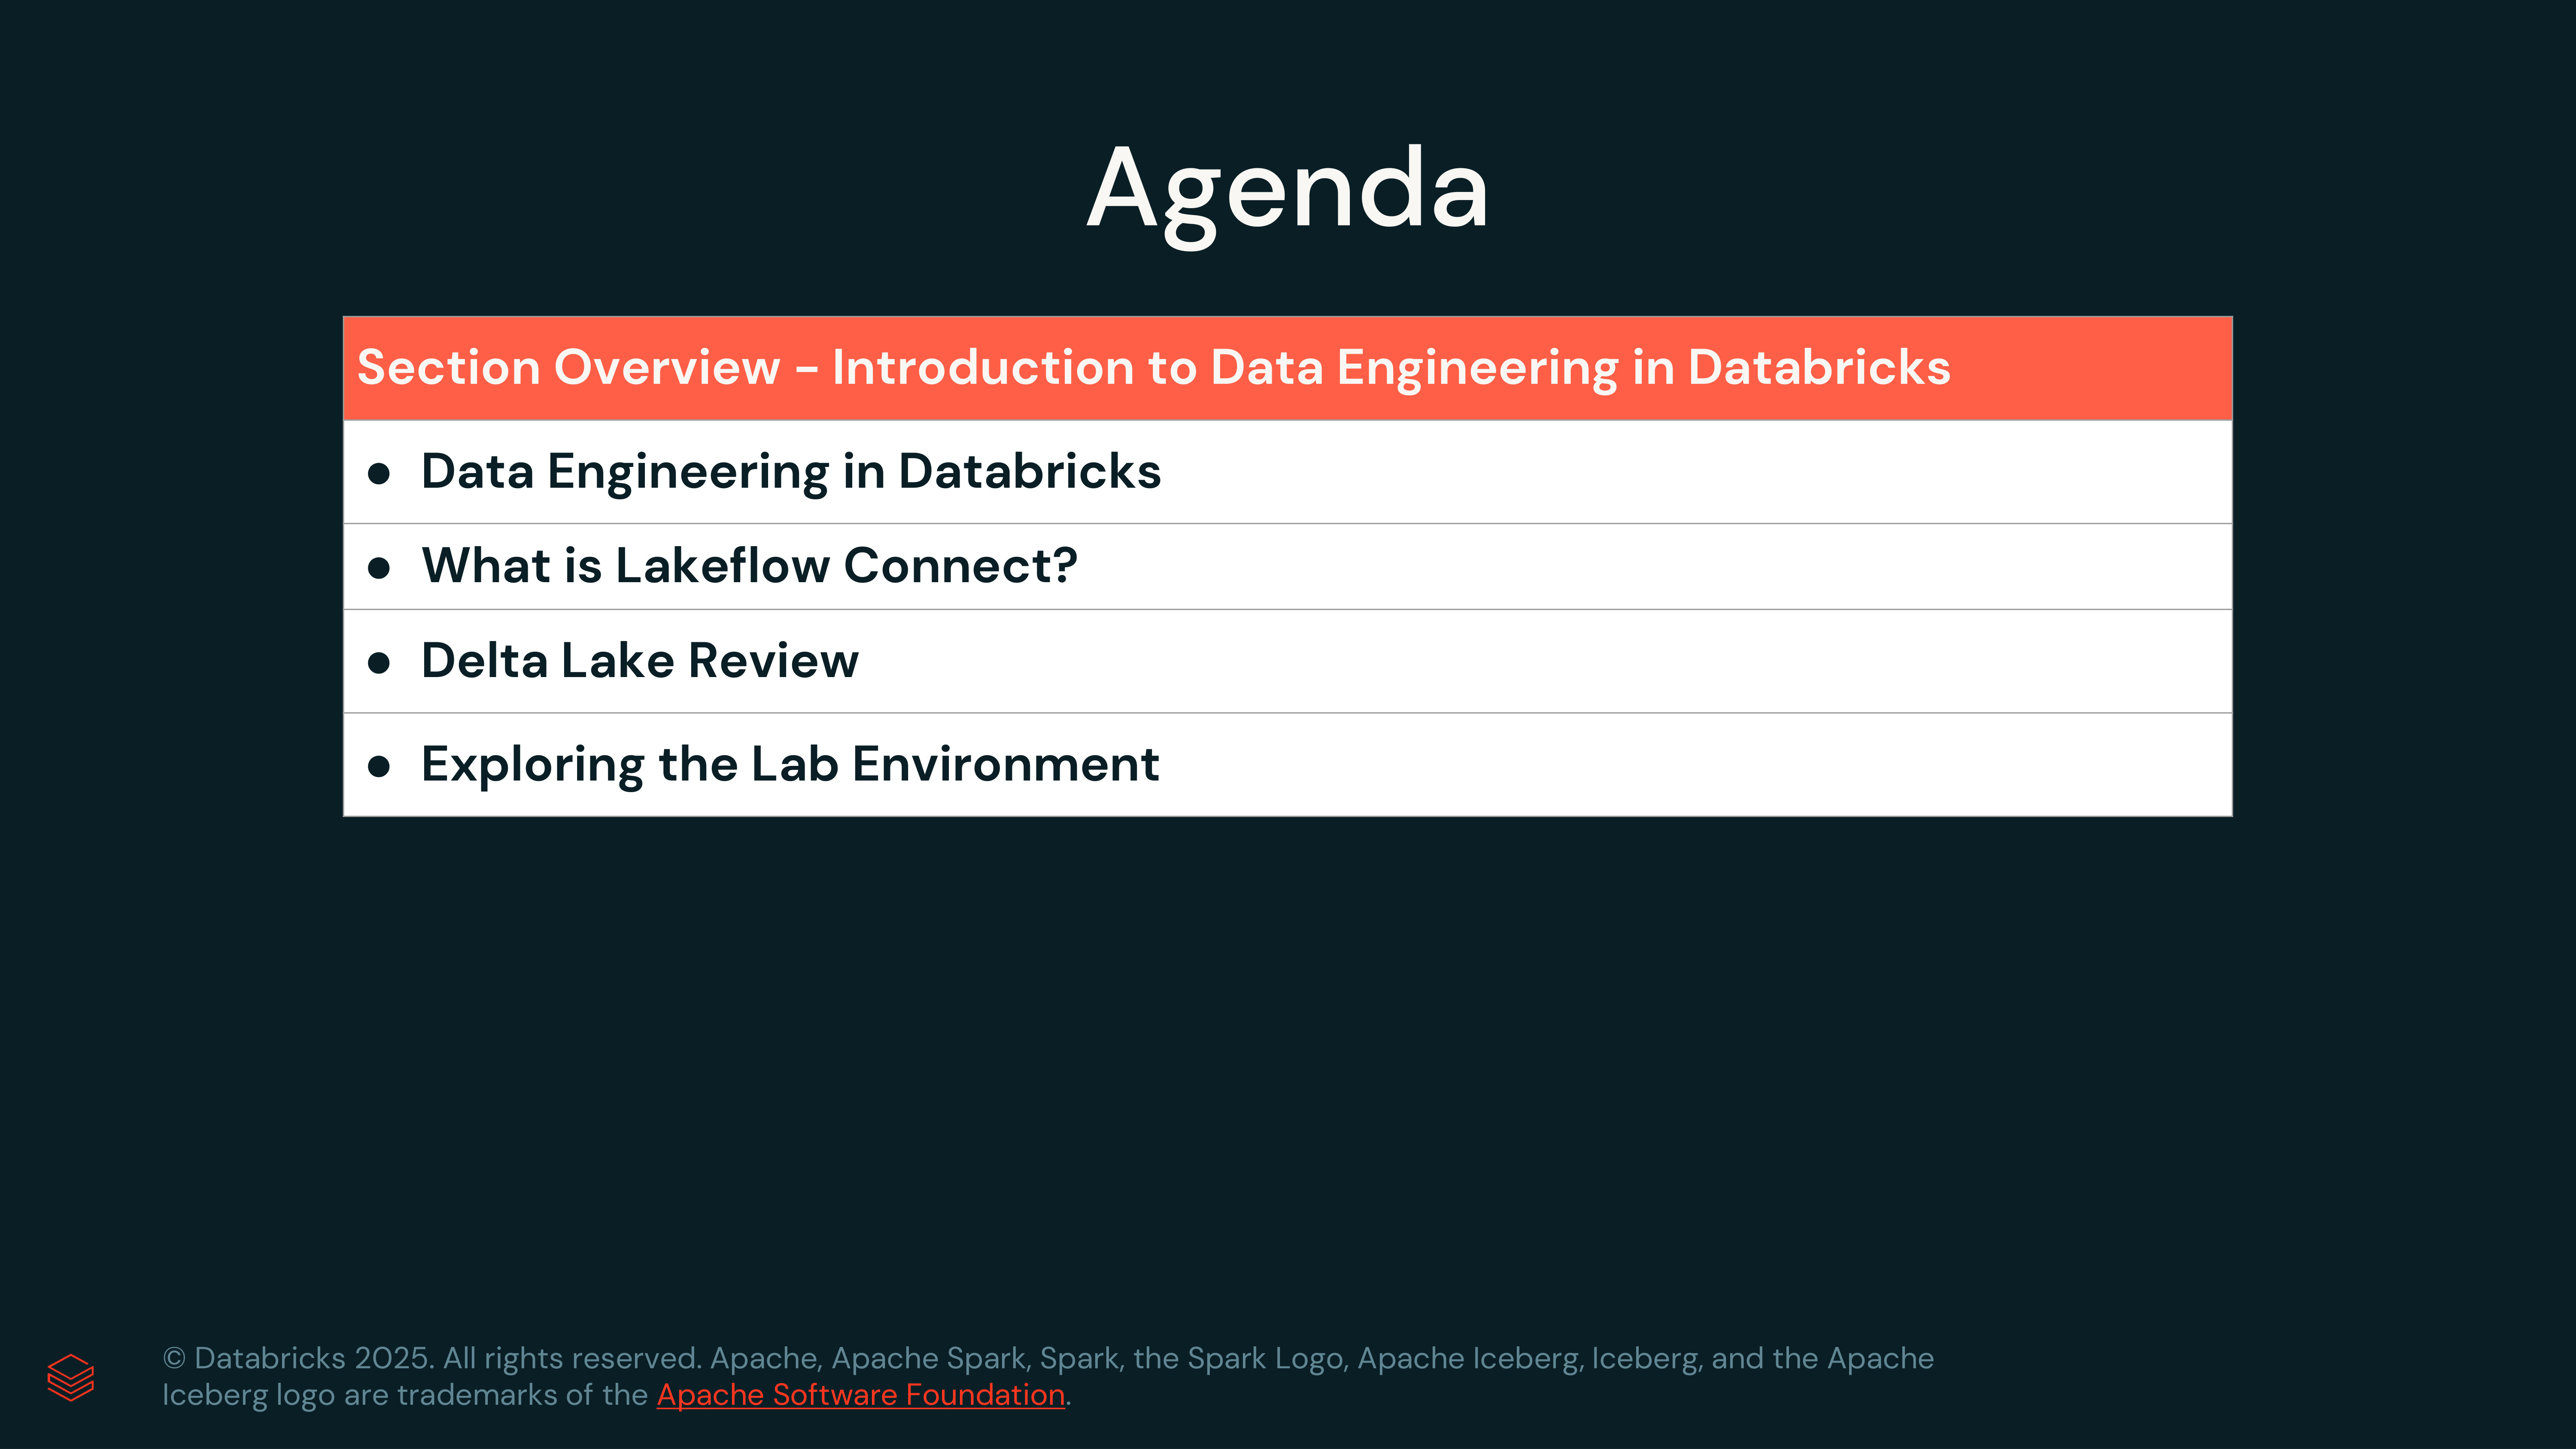 Agenda
Section Overview - Introduction to Data Engineering in Databricks
● Data Engineering in Databricks
● What is Lakeflow Connect?
● Delta Lake Review
● Exploring the Lab Environment
© Databricks 2025. All rights reserved. Apache, Apache Spark, Spark, the Spark Logo, Apache Iceberg, Iceberg, and the Apache
Iceberg logo are trademarks of the Apache Software Foundation.